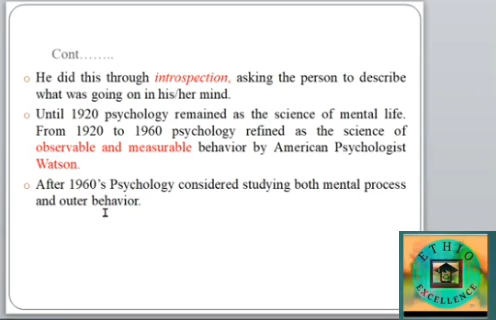 Cont........
He did this through introspection, asking the person to describe
what was going on in his/her mind.
Until 1920 psychology remained as the science of mental life.
From 1920 to 1960 psychology refined as the science of
observable and measurable behavior by American Psychologist
Watson.
After 1960's Psychology considered studying both mental process
and outer behavior.
ETHIO
EXCELLENCE